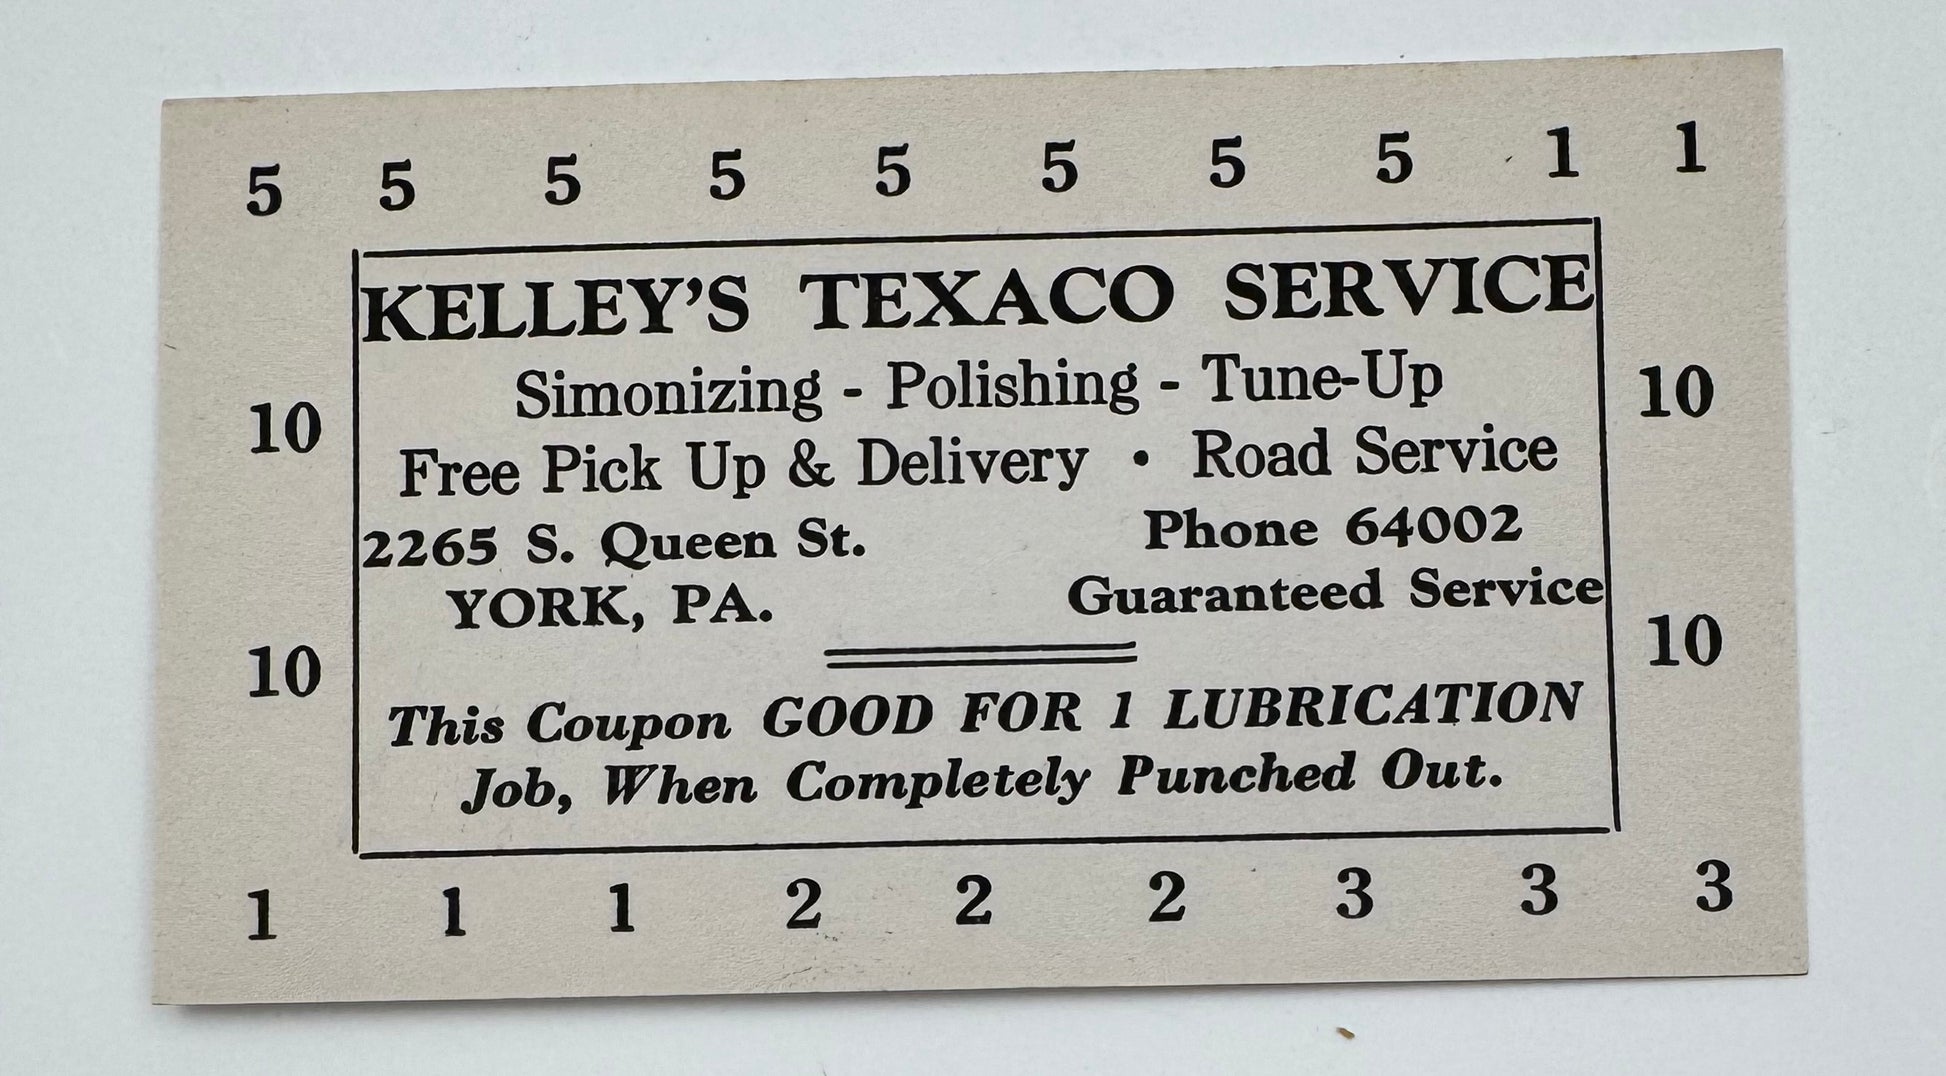 5 5 5 5 5 5 5 5 1 1
KELLEY'S TEXACO SERVICE
Simonizing - Polishing - Tune-Up
10 10
Free Pick Up & Delivery • Road Service
2265 S. Queen St. Phone 64002
YORK, PA. Guaranteed Service
10 10
This Coupon GOOD FOR 1 LUBRICATION
Job, When Completely Punched Out.
1 1 1 2 2 2 3 3 3